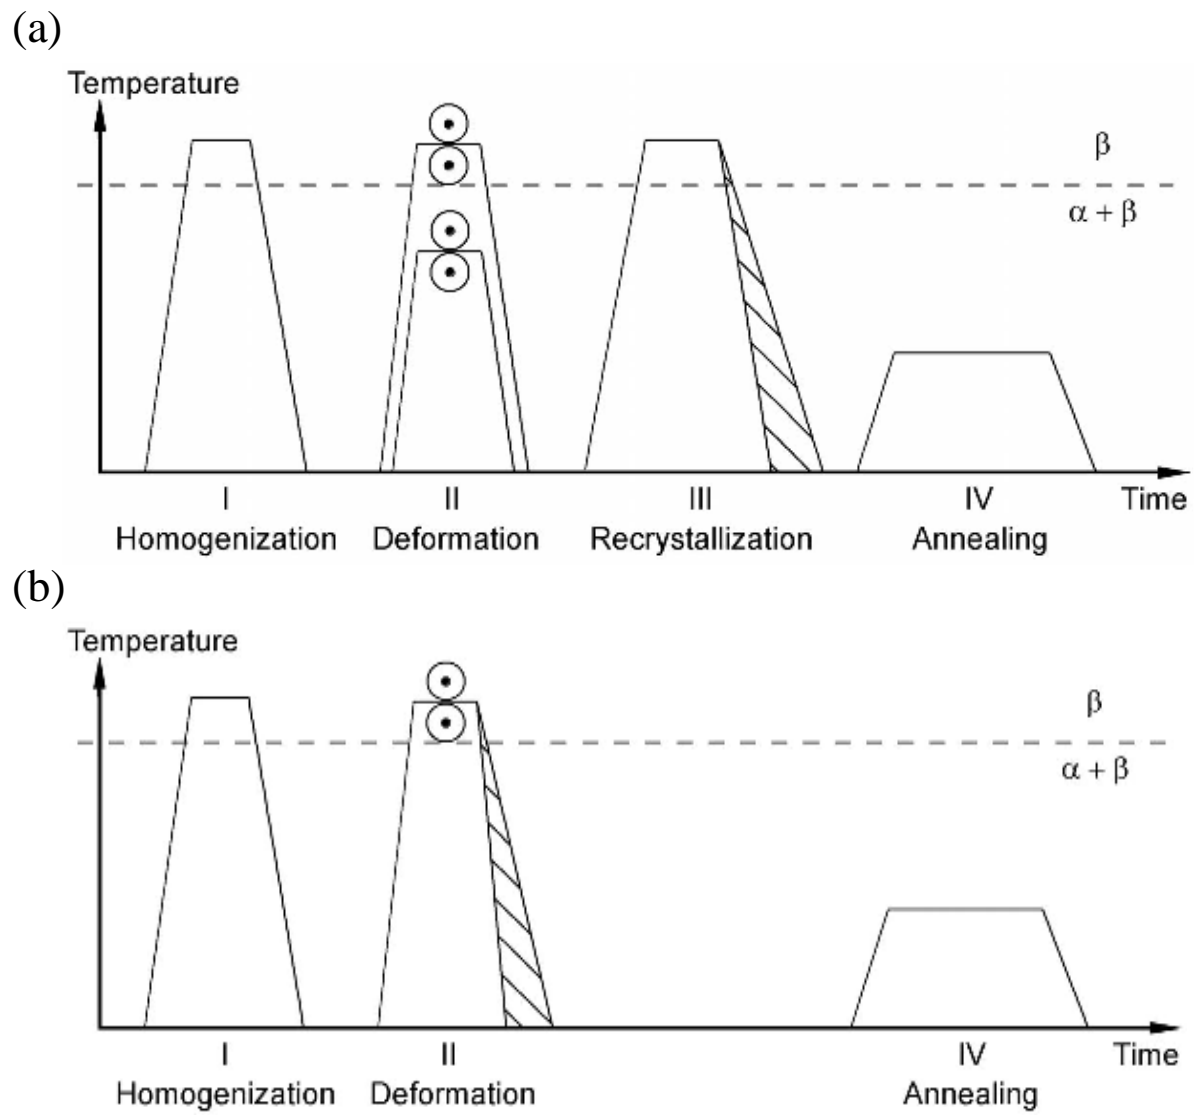 (a)
Temperature
β
α + β
I II III IV Time
Homogenization Deformation Recrystallization Annealing
(b)
Temperature
β
α + β
I II IV Time
Homogenization Deformation Annealing